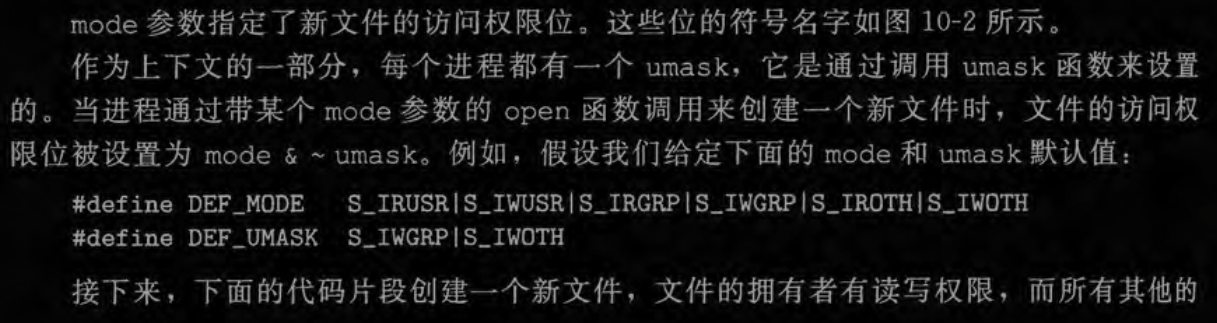 mode 参数指定了新文件的访问权限位。这些位的符号名字如图 10-2 所示。
作为上下文的一部分，每个进程都有一个 umask，它是通过调用 umask 函数来设置
的。当进程通过带某个 mode 参数的 open 函数调用来创建一个新文件时，文件的访问权
限位被设置为 mode & ~ umask。例如，假设我们给定下面的 mode 和 umask 默认值：
#define DEF_MODE   S_IRUSR|S_IWUSR|S_IRGRP|S_IWGRP|S_IROTH|S_IWOTH
#define DEF_UMASK  S_IWGRP|S_IWOTH
接下来，下面的代码片段创建一个新文件，文件的拥有者有读写权限，而所有其他的